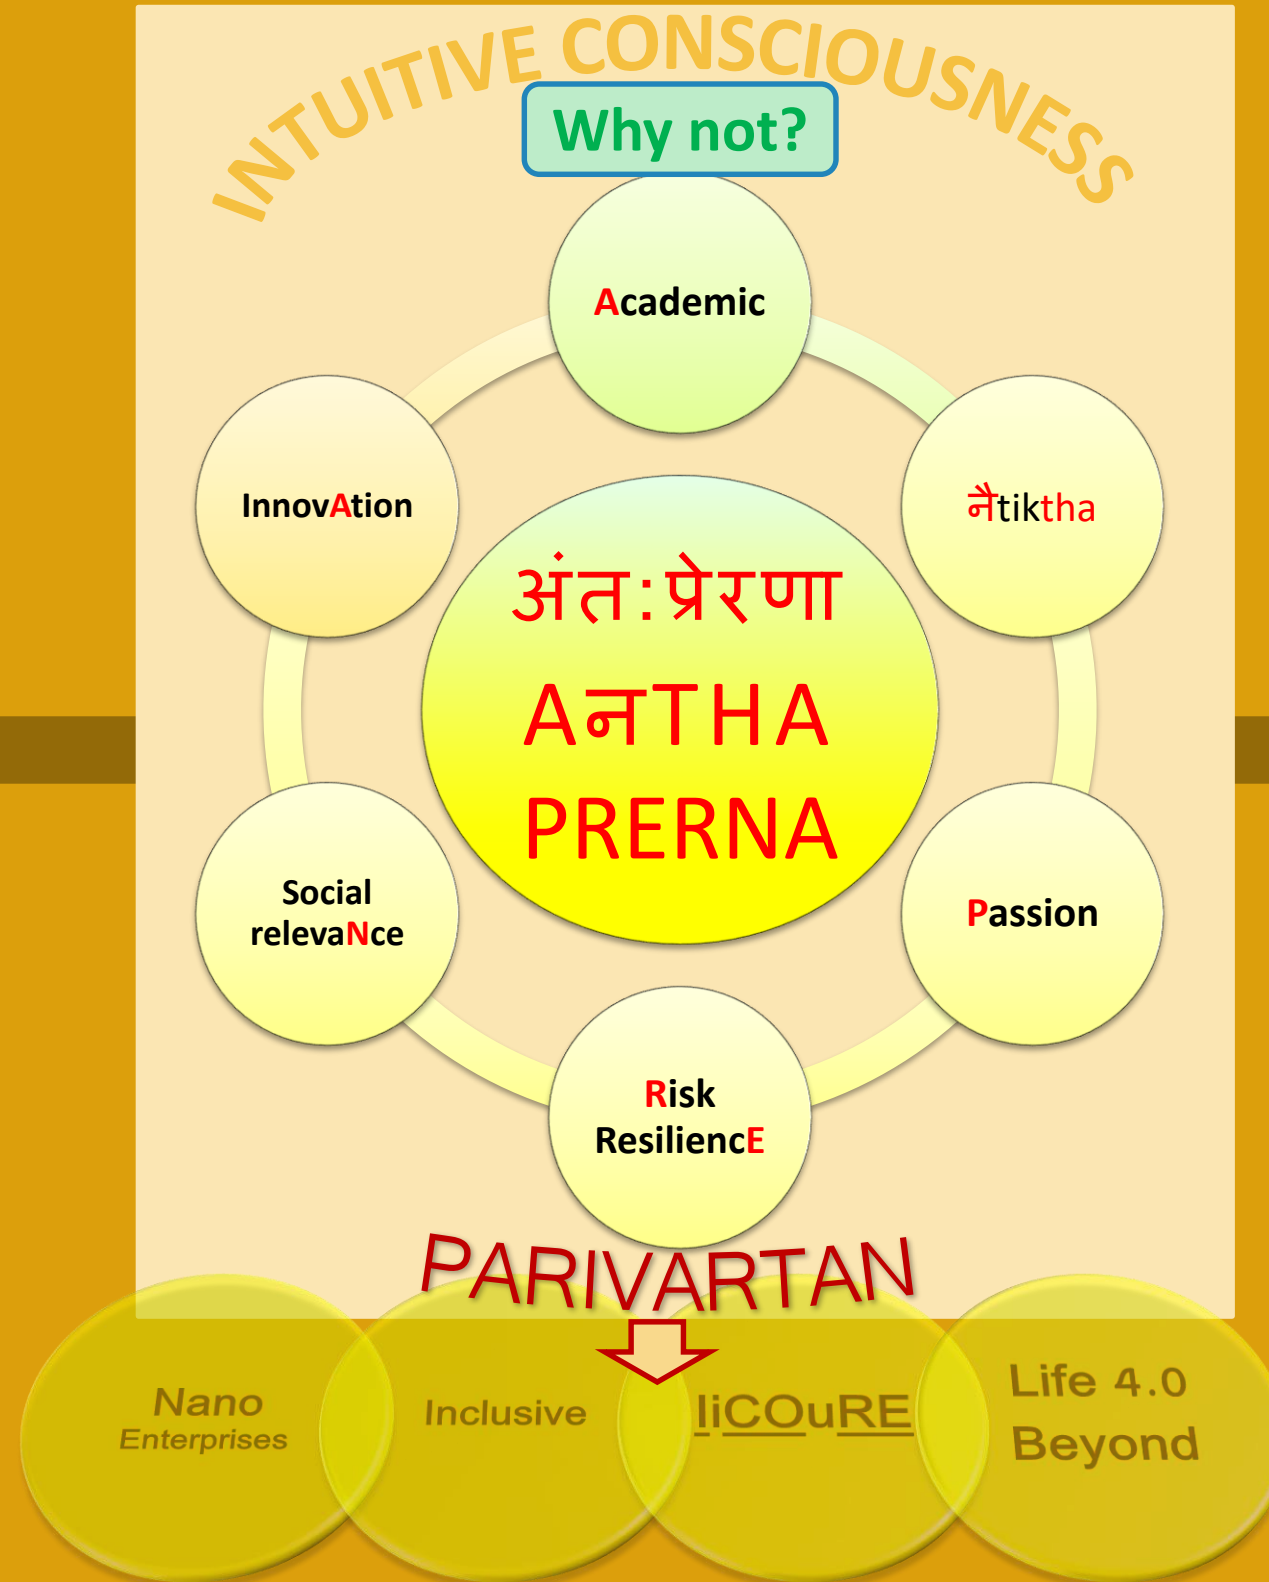 INTUITIVE CONSCIOUSNESS
Why not?
Academic
InnovAtion
नैtiktha
अंत:प्रेरणा
AनTHA
PRERNA
Social
relevaNce
Passion
Risk
ResiliencE
PARIVARTAN
Nano
Enterprises
Inclusive
liCOuRE
Life 4.0
Beyond